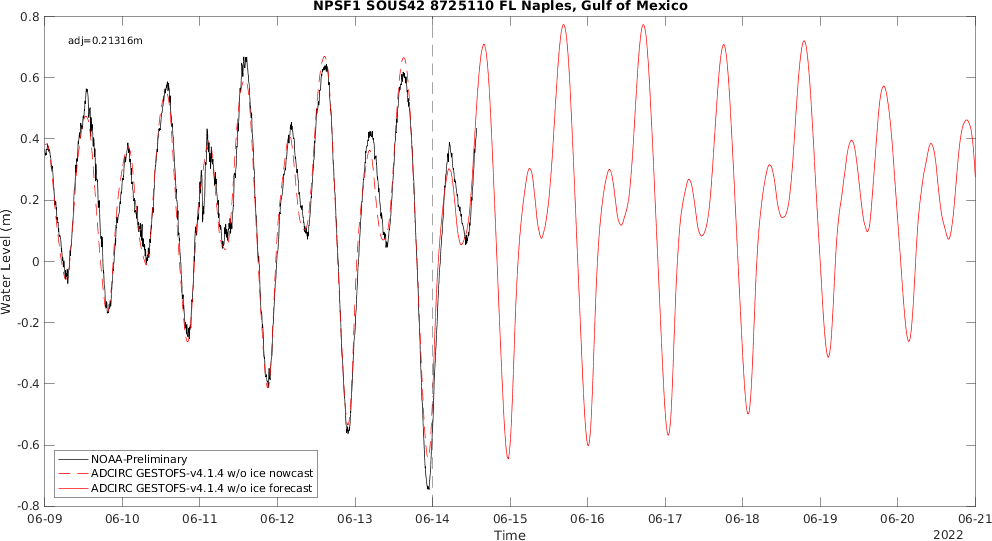 NPSF1 SOUS42 8725110 FL Naples, Gulf of Mexico
adj=0.21316m
0.8
0.6
0.4
0.2
0
-0.2
-0.4
-0.6
-0.8
Water Level (m)
NOAA-Preliminary
ADCIRC GESTOFS-v4.1.4 w/o ice nowcast
ADCIRC GESTOFS-v4.1.4 w/o ice forecast
06-09 06-10 06-11 06-12 06-13 06-14 06-15 06-16 06-17 06-18 06-19 06-20 06-21
Time
2022